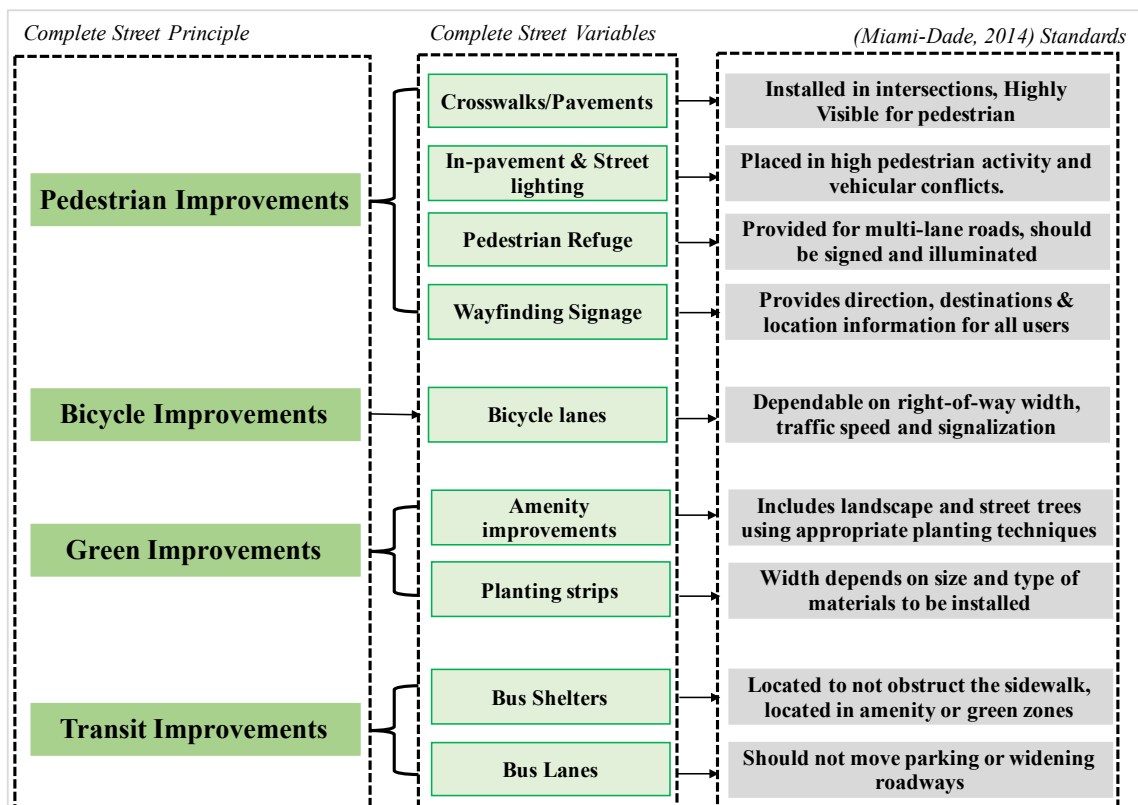 Complete Street Principle
Complete Street Variables
(Miami-Dade, 2014) Standards
Pedestrian Improvements
Crosswalks/Pavements
Installed in intersections, Highly
Visible for pedestrian
In-pavement & Street
lighting
Placed in high pedestrian activity and
vehicular conflicts.
Pedestrian Refuge
Provided for multi-lane roads, should
be signed and illuminated
Wayfinding Signage
Provides direction, destinations &
location information for all users
Bicycle Improvements
Bicycle lanes
Dependable on right-of-way width,
traffic speed and signalization
Green Improvements
Amenity
improvements
Includes landscape and street trees
using appropriate planting techniques
Planting strips
Width depends on size and type of
materials to be installed
Transit Improvements
Bus Shelters
Located to not obstruct the sidewalk,
located in amenity or green zones
Bus Lanes
Should not move parking or widening
roadways